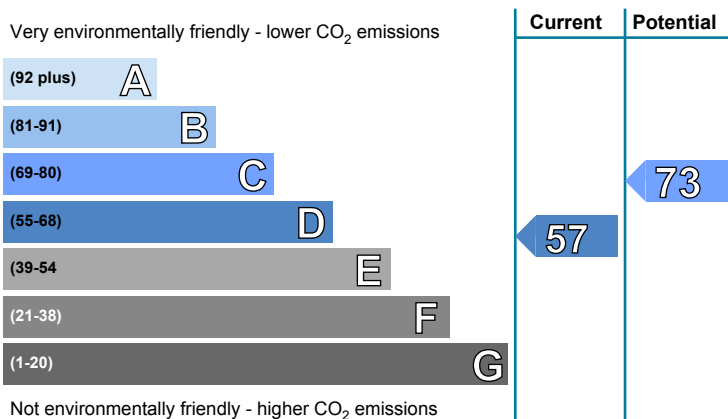 Current Potential
Very environmentally friendly - lower CO2 emissions
(92 plus) A
(81-91) B
(69-80) C
73
(55-68) D
57
(39-54 E
(21-38) F
(1-20) G
Not environmentally friendly - higher CO2 emissions